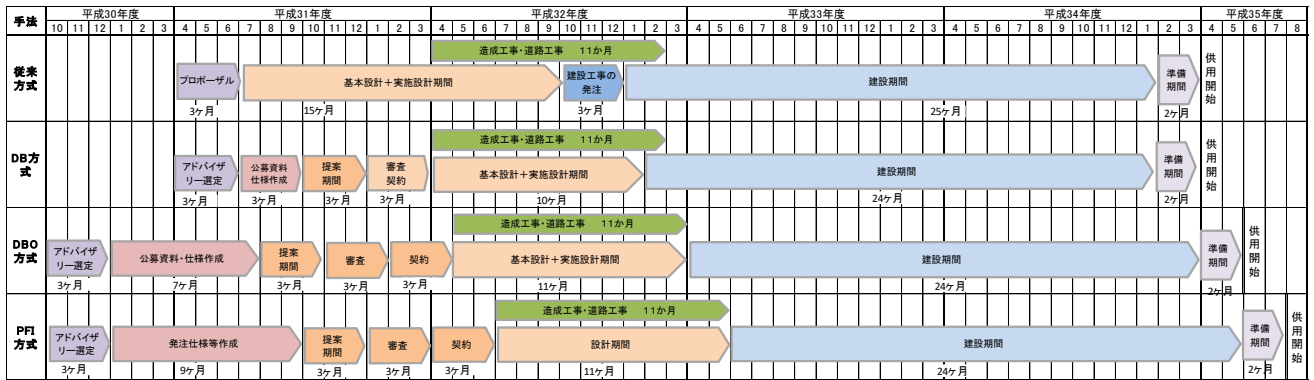 手法 平成30年度 平成31年度 平成32年度 平成33年度 平成34年度 平成35年度
10 11 12 1 2 3 4 5 6 7 8 9 10 11 12 1 2 3 4 5 6 7 8 9 10 11 12 1 2 3 4 5 6 7 8 9 10 11 12 1 2 3 4 5 6 7 8 9 10 11 12 1 2 3 4 5 6 7 8
従来
方式
造成工事・道路工事 11か月
プロポーザル
基本設計+実施設計期間
建設工事の
発注
建設期間
準備
期間
供用開始
3ヶ月 15ヶ月 3ヶ月 25ヶ月 2ヶ月
DB方
式
造成工事・道路工事 11か月
アドバイザ
リー選定
公募資料
仕様作成
提案
期間
審査
契約
基本設計+実施設計期間
建設期間
準備
期間
供用開始
3ヶ月 3ヶ月 3ヶ月 3ヶ月 10ヶ月 24ヶ月 2ヶ月
DBO
方式
造成工事・道路工事 11か月
アドバイザ
リー選定
公募資料・仕様作成
提案
期間
審査
契約
基本設計+実施設計期間
建設期間
準備
期間
供用開始
3ヶ月 7ヶ月 3ヶ月 3ヶ月 3ヶ月 11ヶ月 24ヶ月 2ヶ月
PFI
方式
造成工事・道路工事 11か月
アドバイザ
リー選定
発注仕様等作成
提案
期間
審査
契約
設計期間
建設期間
準備
期間
供用開始
3ヶ月 9ヶ月 3ヶ月 3ヶ月 3ヶ月 11ヶ月 24ヶ月 2ヶ月